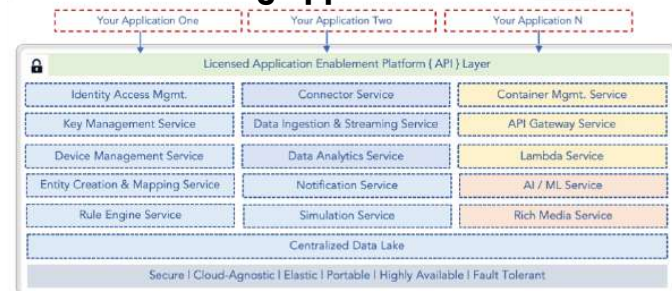 Your Application One
Your Application Two
Your Application N
Licensed Application Enablement Platform { API } Layer
Identity Access Mgmt.
Connector Service
Container Mgmt. Service
Key Management Service
Data Ingestion & Streaming Service
API Gateway Service
Device Management Service
Data Analytics Service
Lambda Service
Entity Creation & Mapping Service
Notification Service
AI / ML Service
Rule Engine Service
Simulation Service
Rich Media Service
Centralized Data Lake
Secure | Cloud-Agnostic | Elastic | Portable | Highly Available | Fault Tolerant